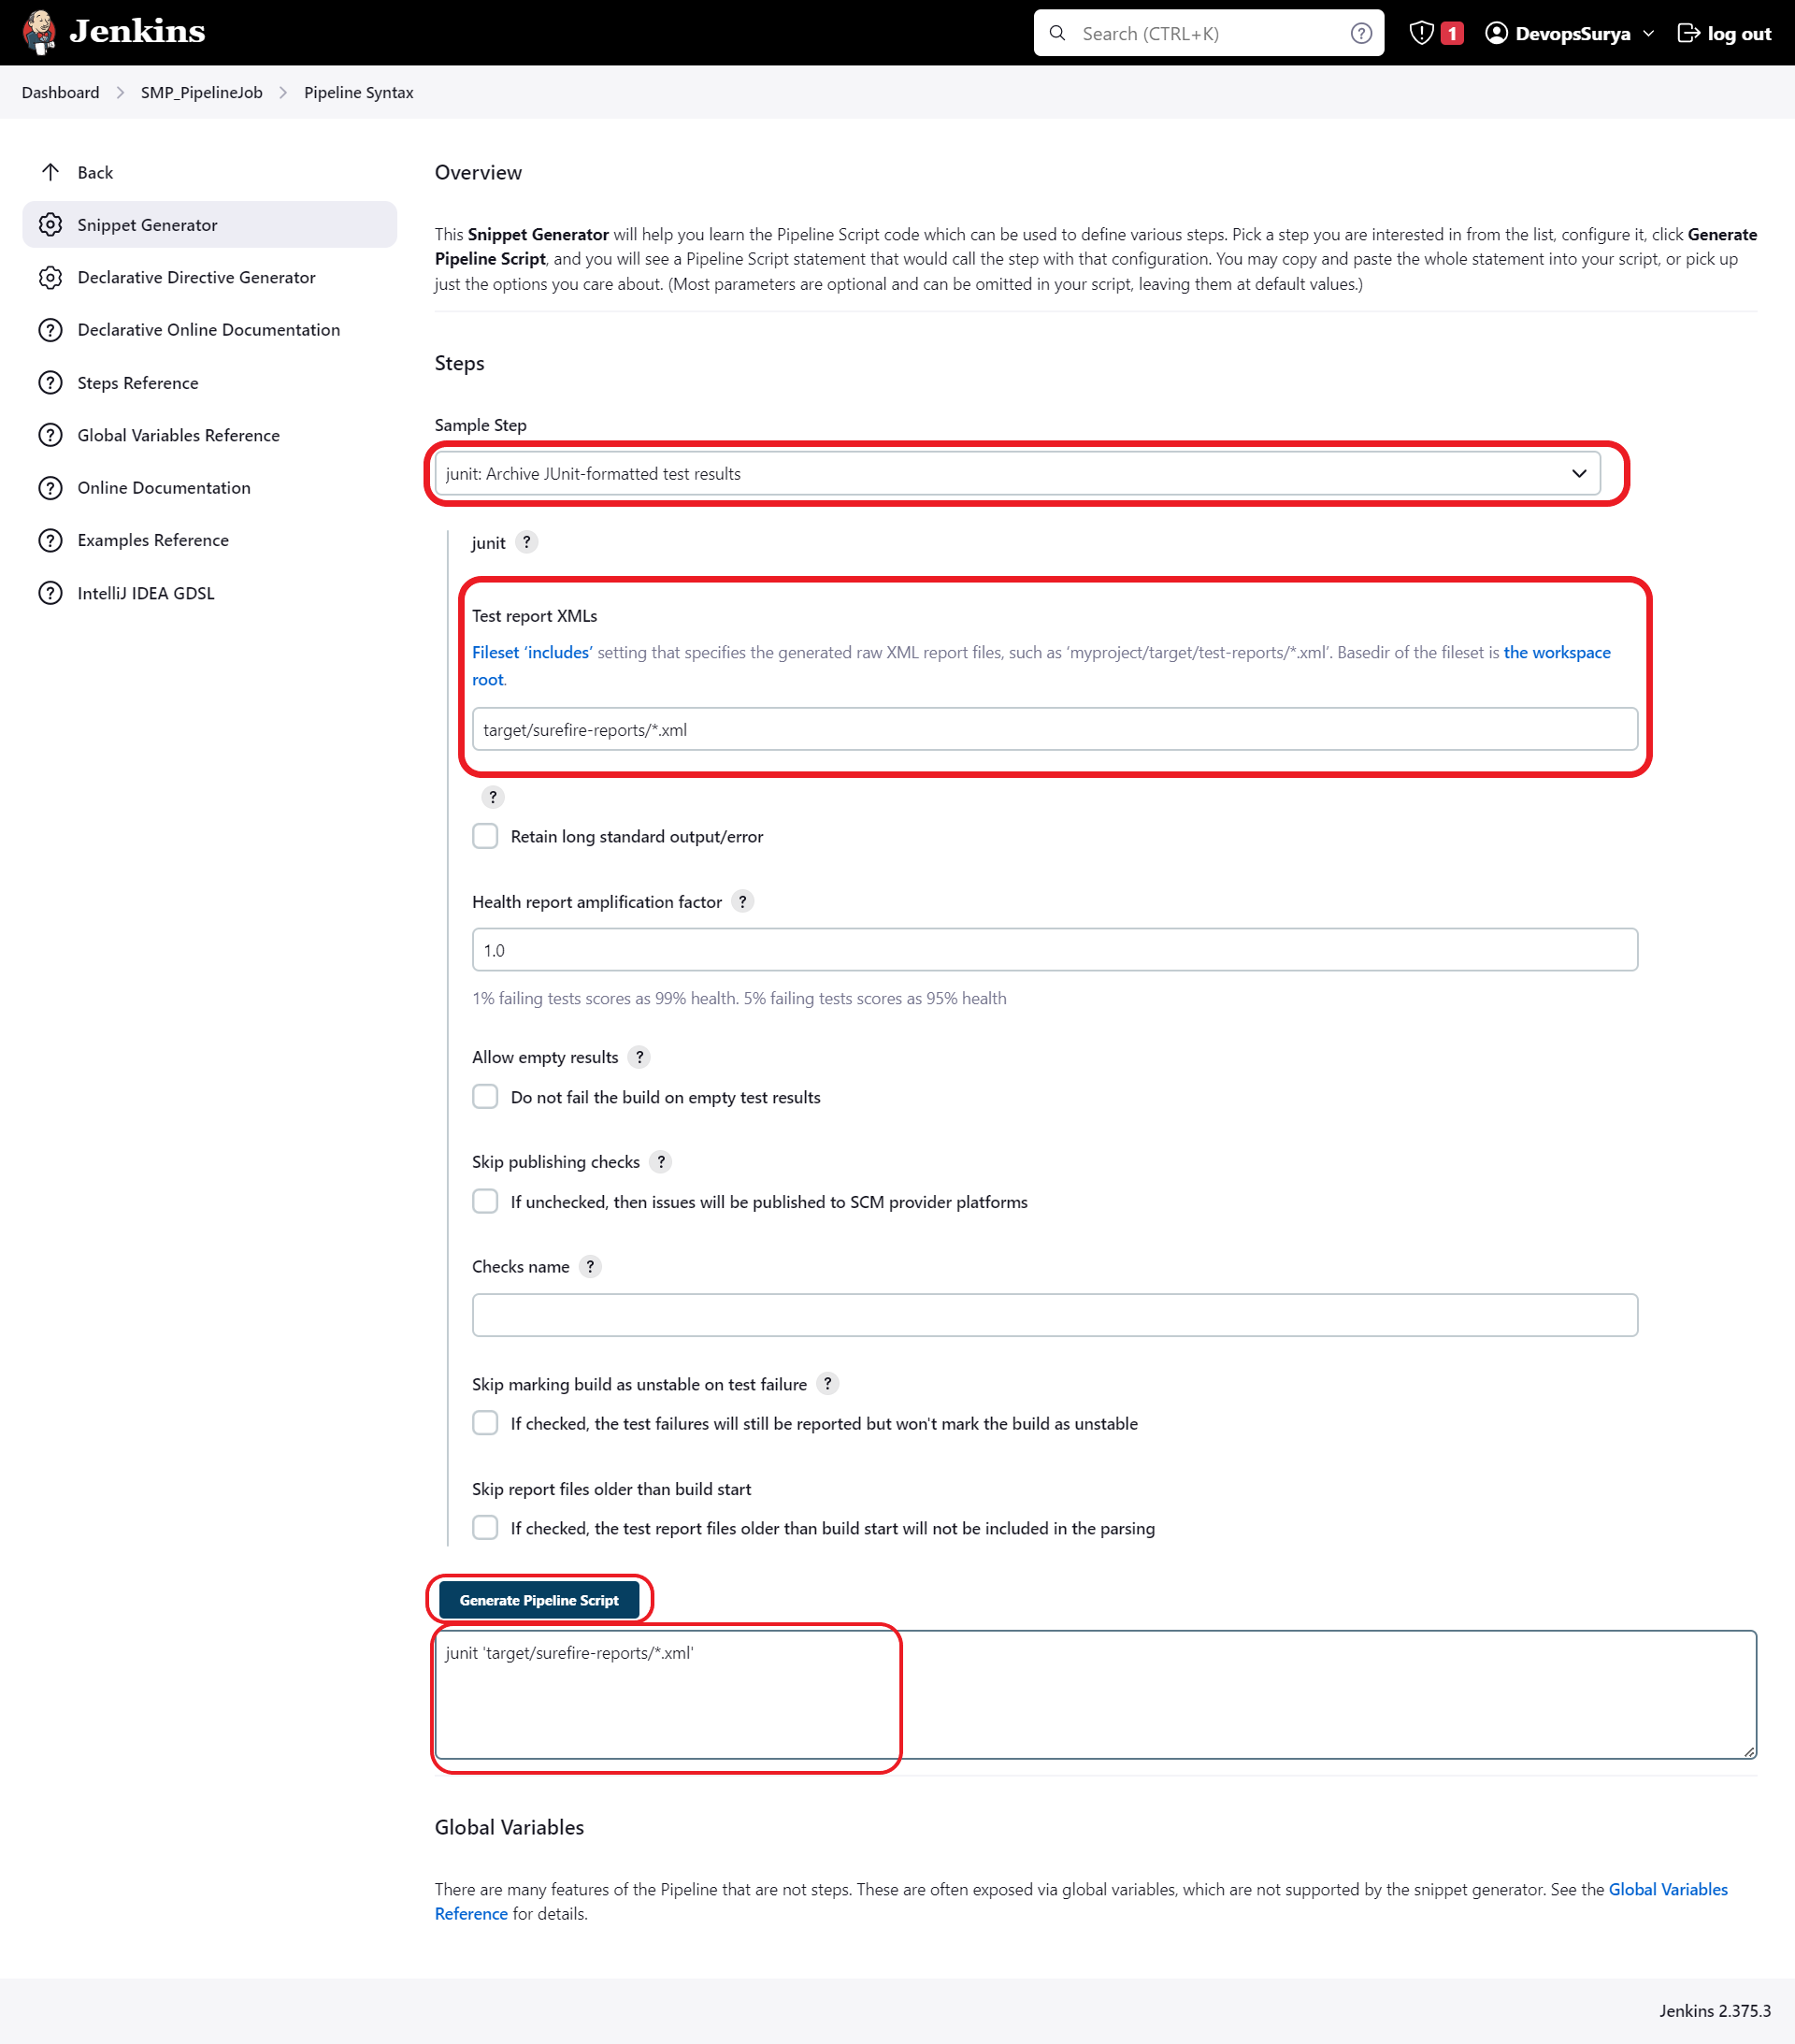 Jenkins
Search (CTRL+K)
?
1
DevopsSurya
log out
Dashboard
SMP_PipelineJob
Pipeline Syntax
Back
Snippet Generator
Declarative Directive Generator
? Declarative Online Documentation
? Steps Reference
? Global Variables Reference
? Online Documentation
? Examples Reference
? IntelliJ IDEA GDSL
Overview
This Snippet Generator will help you learn the Pipeline Script code which can be used to define various steps. Pick a step you are interested in from the list, configure it, click Generate
Pipeline Script, and you will see a Pipeline Script statement that would call the step with that configuration. You may copy and paste the whole statement into your script, or pick up
just the options you care about. (Most parameters are optional and can be omitted in your script, leaving them at default values.)
Steps
Sample Step
junit: Archive JUnit-formatted test results
junit ?
Test report XMLs
Fileset ‘includes’ setting that specifies the generated raw XML report files, such as ‘myproject/target/test-reports/*.xml’. Basedir of the fileset is the workspace
root.
target/surefire-reports/*.xml
?
Retain long standard output/error
Health report amplification factor ?
1.0
1% failing tests scores as 99% health. 5% failing tests scores as 95% health
Allow empty results ?
Do not fail the build on empty test results
Skip publishing checks ?
If unchecked, then issues will be published to SCM provider platforms
Checks name ?
Skip marking build as unstable on test failure ?
If checked, the test failures will still be reported but won't mark the build as unstable
Skip report files older than build start
If checked, the test report files older than build start will not be included in the parsing
Generate Pipeline Script
junit 'target/surefire-reports/*.xml'
Global Variables
There are many features of the Pipeline that are not steps. These are often exposed via global variables, which are not supported by the snippet generator. See the Global Variables
Reference for details.
Jenkins 2.375.3